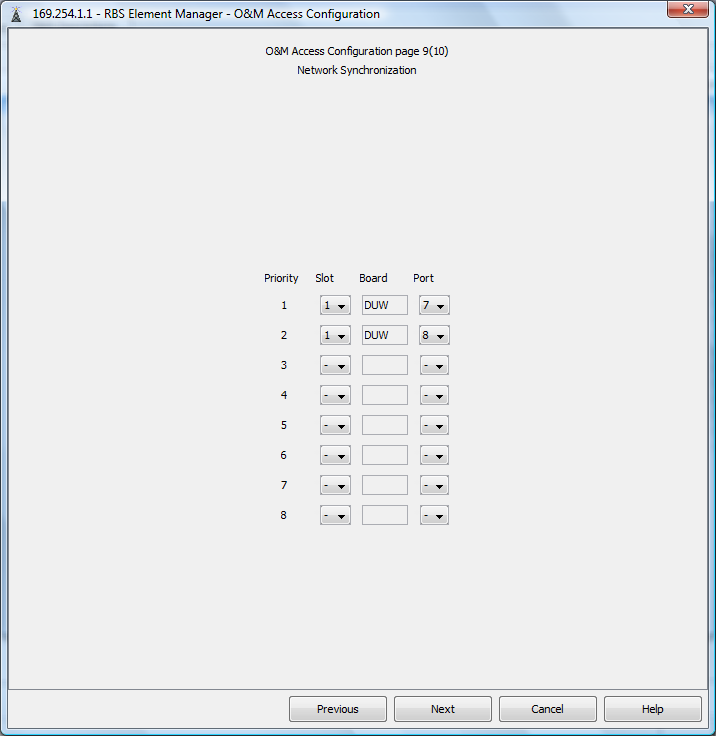 169.254.1.1 - RBS Element Manager - O&M Access Configuration
O&M Access Configuration page 9(10)
Network Synchronization
Priority Slot Board Port
1 1 DUW 7
2 1 DUW 8
3 - -
4 - -
5 - -
6 - -
7 - -
8 - -
Previous Next Cancel Help